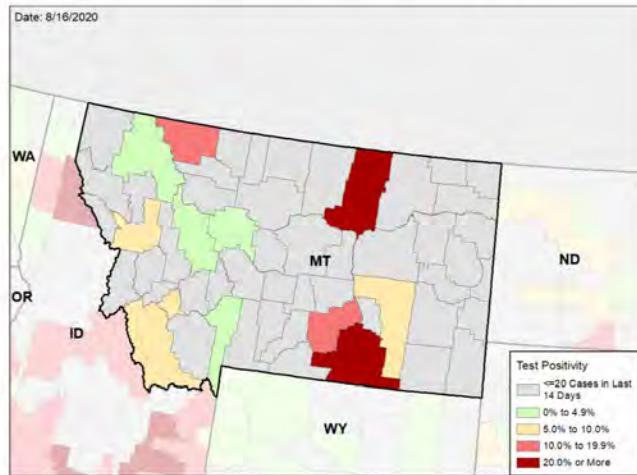 Date: 8/16/2020
WA
MT
ND
OR
ID
WY
Test Positivity
<=20 Cases in Last
14 Days
0% to 4.9%
5.0% to 10.0%
10.0% to 19.9%
20.0% or More